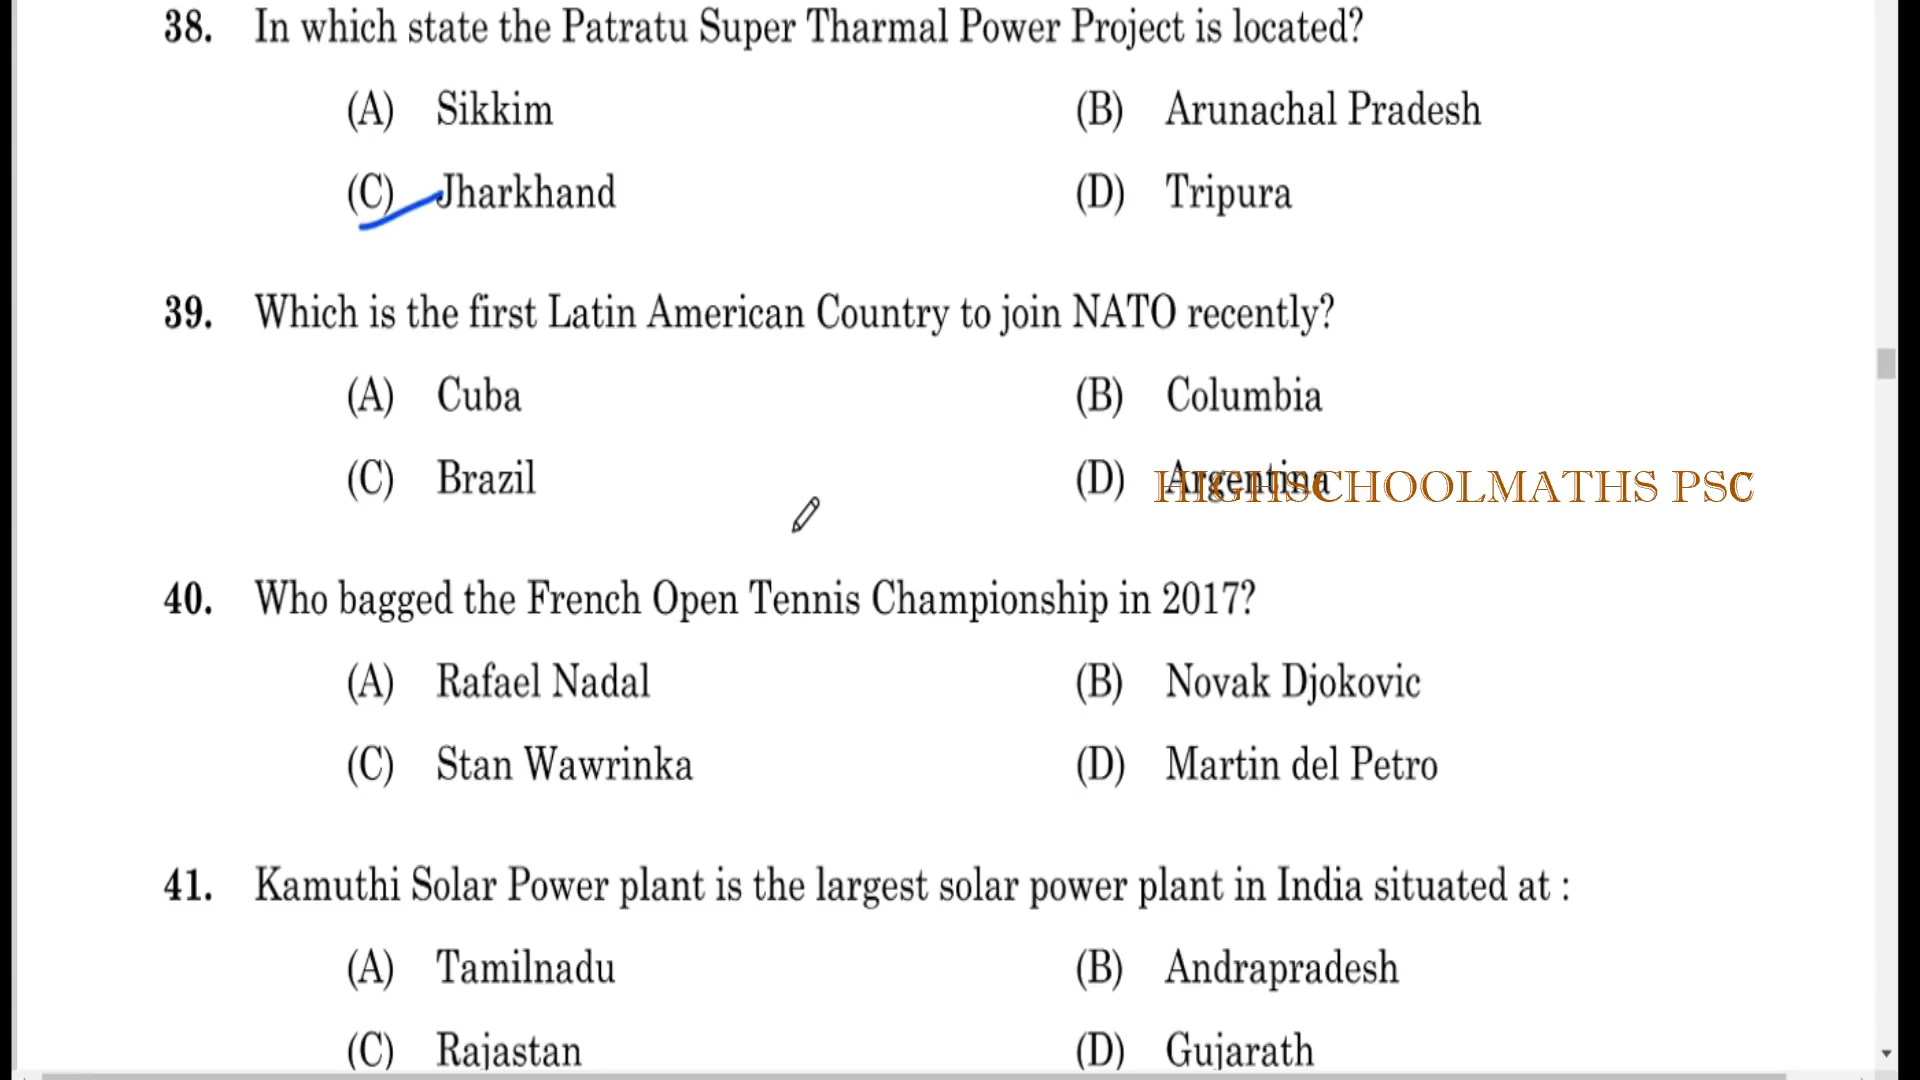 38. In which state the Patratu Super Tharmal Power Project is located?
(A) Sikkim (B) Arunachal Pradesh
(C) Jharkhand (D) Tripura
39. Which is the first Latin American Country to join NATO recently?
(A) Cuba (B) Columbia
(C) Brazil (D) Argentina
HIGHSCHOOLMATHS PSC
40. Who bagged the French Open Tennis Championship in 2017?
(A) Rafael Nadal (B) Novak Djokovic
(C) Stan Wawrinka (D) Martin del Petro
41. Kamuthi Solar Power plant is the largest solar power plant in India situated at :
(A) Tamilnadu (B) Andrapradesh
(C) Rajastan (D) Gujarath